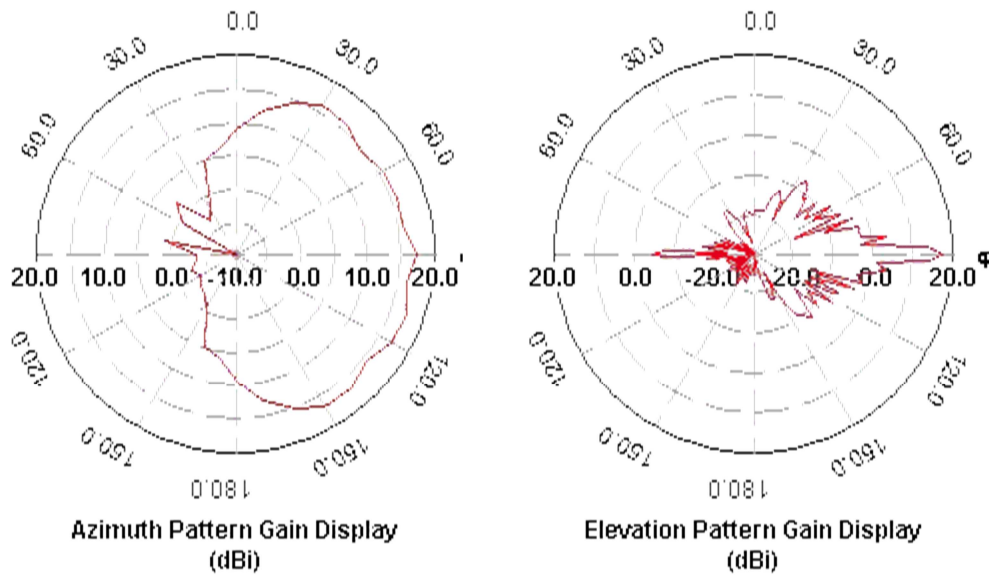 0.0
30.0 30.0
60.0 60.0
20.0 10.0 0.0 -10.0 0.0 10.0 20.0
120.0 120.0
150.0 150.0
180.0
Azimuth Pattern Gain Display
(dBi)
0.0
30.0 30.0
60.0 60.0
20.0 0.0 -20.0 -20.0 0.0 20.0 φ
120.0 120.0
150.0 150.0
180.0
Elevation Pattern Gain Display
(dBi)